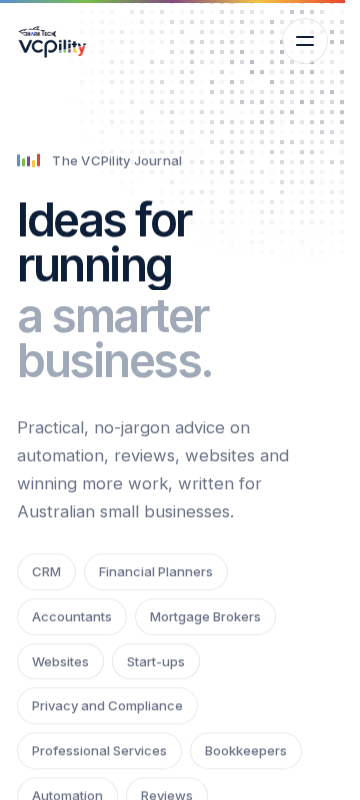 SHARK TECH
vcpility
The VCPility Journal
Ideas for
running
a smarter
business.
Practical, no-jargon advice on
automation, reviews, websites and
winning more work, written for
Australian small businesses.
CRM
Financial Planners
Accountants
Mortgage Brokers
Websites
Start-ups
Privacy and Compliance
Professional Services
Bookkeepers
Automation
Reviews